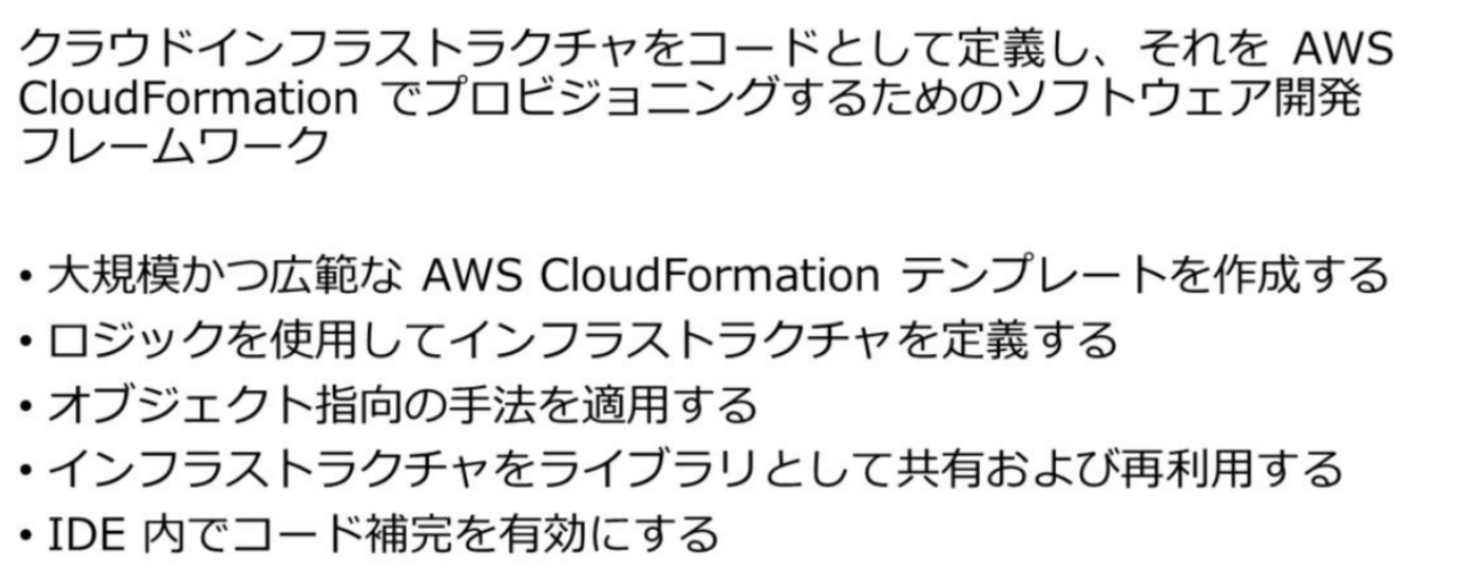 クラウドインフラストラクチャをコードとして定義し、それを AWS
CloudFormation でプロビジョニングするためのソフトウェア開発
フレームワーク
• 大規模かつ広範な AWS CloudFormation テンプレートを作成する
• ロジックを使用してインフラストラクチャを定義する
• オブジェクト指向の手法を適用する
• インフラストラクチャをライブラリとして共有および再利用する
• IDE 内でコード補完を有効にする